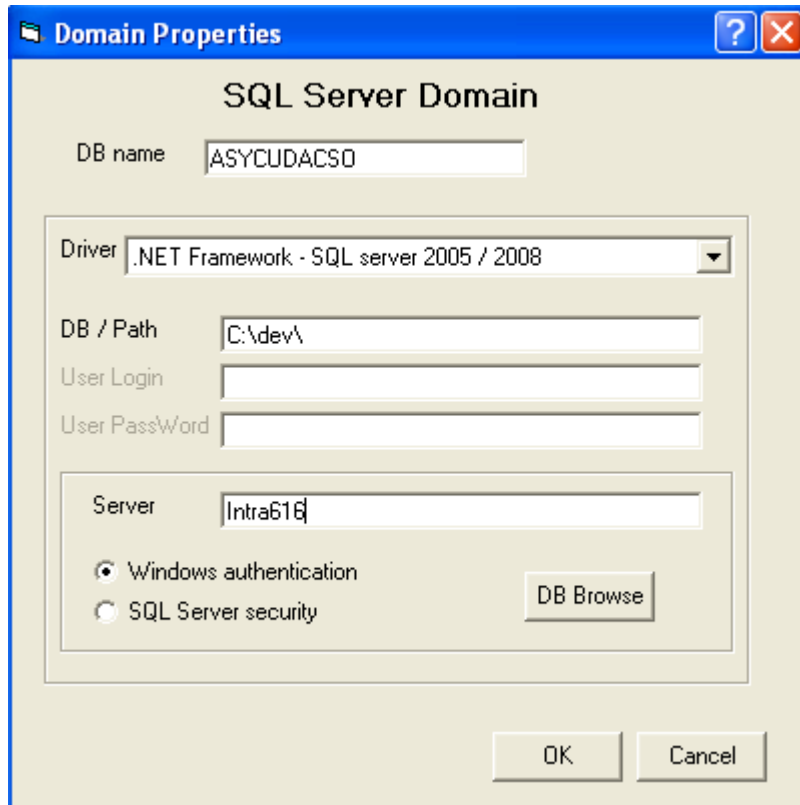 Domain Properties
SQL Server Domain
DB name ASYCUDACSO
Driver .NET Framework - SQL server 2005 / 2008
DB / Path C:\dev\
User Login
User PassWord
Server Intra616
Windows authentication
DB Browse
SQL Server security
OK Cancel